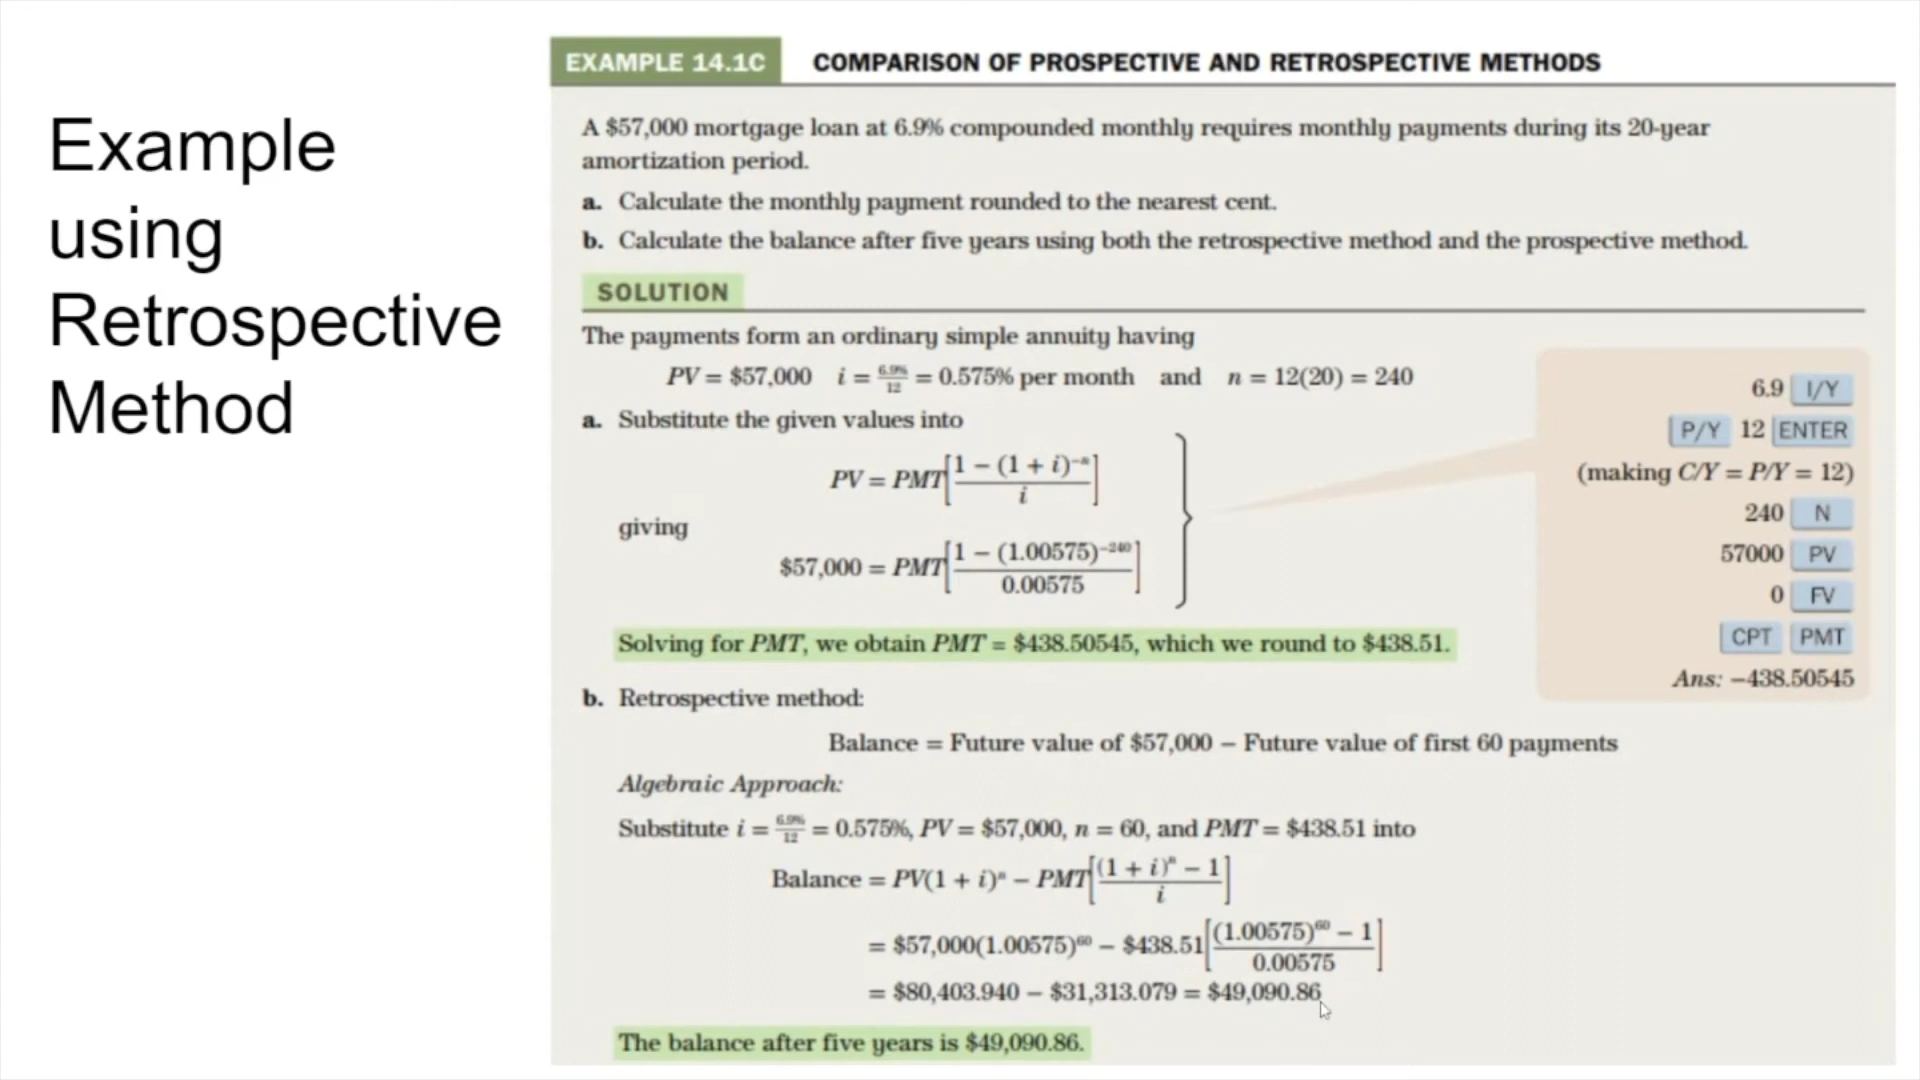 Example
using
Retrospective
Method
EXAMPLE 14.1C COMPARISON OF PROSPECTIVE AND RETROSPECTIVE METHODS
A $57,000 mortgage loan at 6.9% compounded monthly requires monthly payments during its 20-year
amortization period.
a. Calculate the monthly payment rounded to the nearest cent.
b. Calculate the balance after five years using both the retrospective method and the prospective method.
SOLUTION
The payments form an ordinary simple annuity having
PV = $57,000 i = 6.9%/12 = 0.575% per month and n = 12(20) = 240
a. Substitute the given values into
PV = PMT[(1 − (1 + i)⁻ⁿ)/i]
giving
$57,000 = PMT[(1 − (1.00575)⁻²⁴⁰)/0.00575]
Solving for PMT, we obtain PMT = $438.50545, which we round to $438.51.
6.9 I/Y
P/Y 12 ENTER
(making C/Y = P/Y = 12)
240 N
57000 PV
0 FV
CPT PMT
Ans: −438.50545
b. Retrospective method:
Balance = Future value of $57,000 − Future value of first 60 payments
Algebraic Approach:
Substitute i = 6.9%/12 = 0.575%, PV = $57,000, n = 60, and PMT = $438.51 into
Balance = PV(1 + i)ⁿ − PMT[((1 + i)ⁿ − 1)/i]
= $57,000(1.00575)⁶⁰ − $438.51[((1.00575)⁶⁰ − 1)/0.00575]
= $80,403.940 − $31,313.079 = $49,090.86
The balance after five years is $49,090.86.